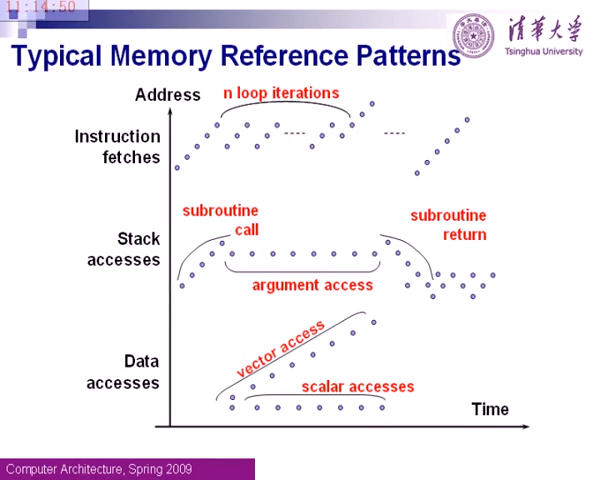 11:14:50
清華大学
Tsinghua University
Typical Memory Reference Patterns
Address
n loop iterations
Instruction
fetches
subroutine
call
subroutine
return
Stack
accesses
argument access
vector access
Data
accesses
scalar accesses
Time
Computer Architecture, Spring 2009